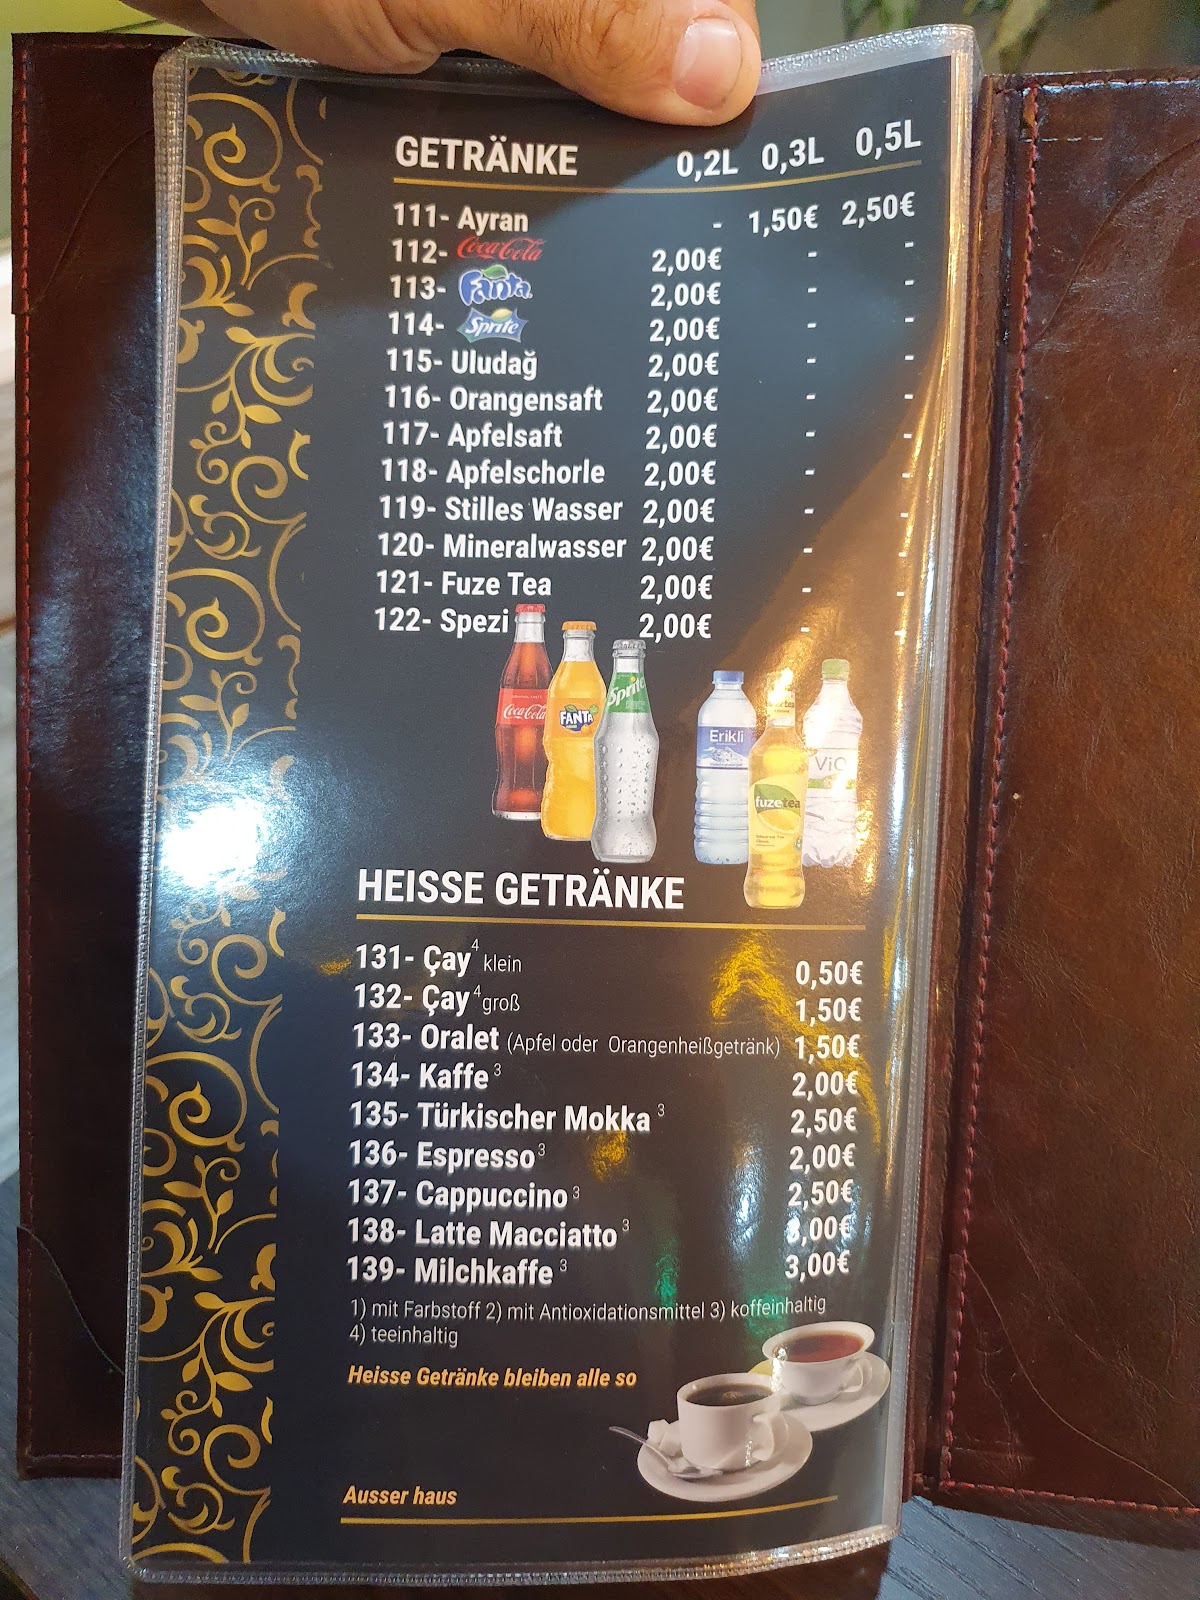 GETRÄNKE 0,2L 0,3L 0,5L
111- Ayran - 1,50€ 2,50€
112- Coca-Cola 2,00€ - -
113- Fanta 2,00€ - -
114- Sprite 2,00€ - -
115- Uludağ 2,00€ - -
116- Orangensaft 2,00€ - -
117- Apfelsaft 2,00€ - -
118- Apfelschorle 2,00€ - -
119- Stilles Wasser 2,00€ - -
120- Mineralwasser 2,00€ - -
121- Fuze Tea 2,00€ - -
122- Spezi 2,00€ - -
Coca-Cola
FANTA
Sprite
Erikli
fuzetea
ViO
HEISSE GETRÄNKE
131- Çay⁴ klein 0,50€
132- Çay⁴ groß 1,50€
133- Oralet (Apfel oder Orangenheißgetränk) 1,50€
134- Kaffe³ 2,00€
135- Türkischer Mokka³ 2,50€
136- Espresso³ 2,00€
137- Cappuccino³ 2,50€
138- Latte Macciatto³ 3,00€
139- Milchkaffe³ 3,00€
1) mit Farbstoff 2) mit Antioxidationsmittel 3) koffeinhaltig
4) teeinhaltig
Heisse Getränke bleiben alle so
Ausser haus